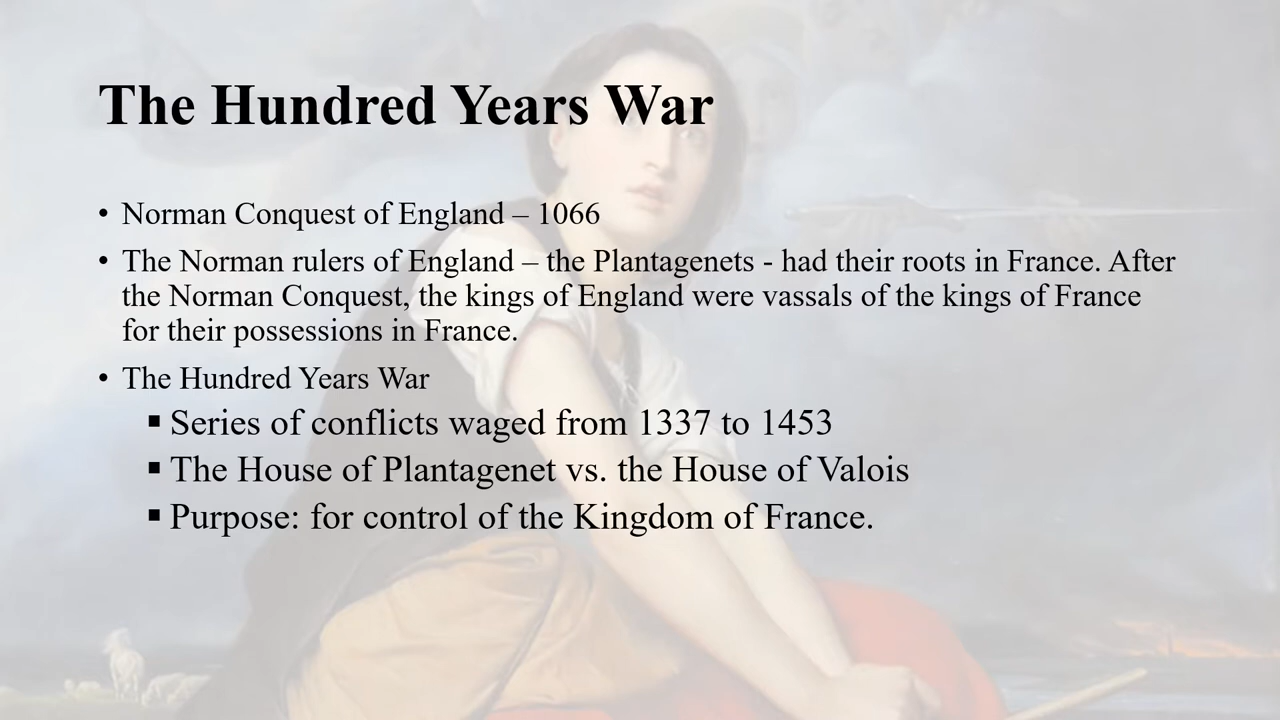 The Hundred Years War
• Norman Conquest of England – 1066
• The Norman rulers of England – the Plantagenets - had their roots in France. After
the Norman Conquest, the kings of England were vassals of the kings of France
for their possessions in France.
• The Hundred Years War
▪ Series of conflicts waged from 1337 to 1453
▪ The House of Plantagenet vs. the House of Valois
▪ Purpose: for control of the Kingdom of France.